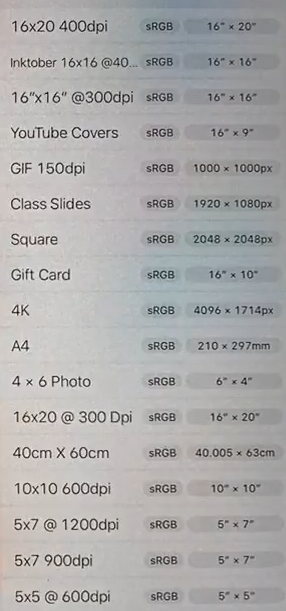 16x20 400dpi sRGB 16" × 20"
Inktober 16x16 @40... sRGB 16" × 16"
16"x16" @300dpi sRGB 16" × 16"
YouTube Covers sRGB 16" × 9"
GIF 150dpi sRGB 1000 × 1000px
Class Slides sRGB 1920 × 1080px
Square sRGB 2048 × 2048px
Gift Card sRGB 16" × 10"
4K sRGB 4096 × 1714px
A4 sRGB 210 × 297mm
4 × 6 Photo sRGB 6" × 4"
16x20 @ 300 Dpi sRGB 16" × 20"
40cm X 60cm sRGB 40.005 × 63cm
10x10 600dpi sRGB 10" × 10"
5x7 @ 1200dpi sRGB 5" × 7"
5x7 900dpi sRGB 5" × 7"
5x5 @ 600dpi sRGB 5" × 5"